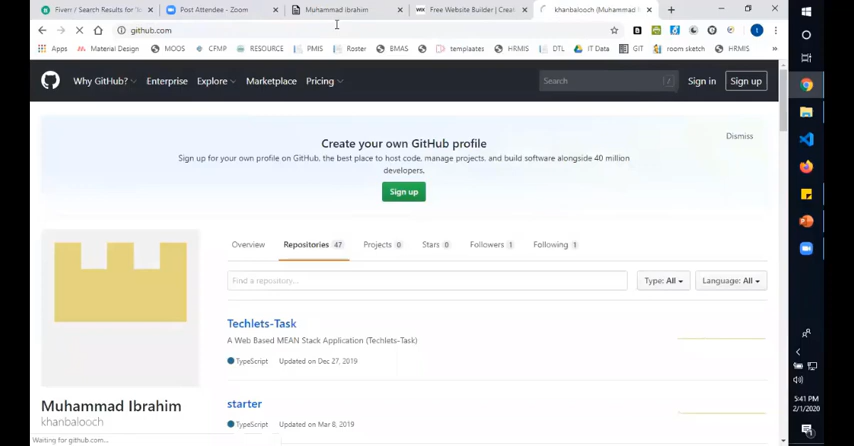 Fiverr / Search Results for 't
Post Attendee - Zoom
Muhammad ibrahim
WIX
Free Website Builder | Creat
khanbalooch (Muhammad I
github.com
Apps
Material Design
MOOS
CFMP
RESOURCE
PMIS
Roster
BMAS
templaates
HRMIS
DTL
IT Data
GIT
room sketch
HRMIS
Why GitHub?
Enterprise
Explore
Marketplace
Pricing
Search
/
Sign in
Sign up
Create your own GitHub profile
Dismiss
Sign up for your own profile on GitHub, the best place to host code, manage projects, and build software alongside 40 million
developers.
Sign up
Overview
Repositories 47
Projects 0
Stars 0
Followers 1
Following 1
Find a repository...
Type: All
Language: All
Techlets-Task
A Web Based MEAN Stack Application (Techlets-Task)
TypeScript
Updated on Dec 27, 2019
starter
TypeScript
Updated on Mar 8, 2019
Muhammad Ibrahim
khanbalooch
Waiting for github.com...
5:41 PM
2/1/2020